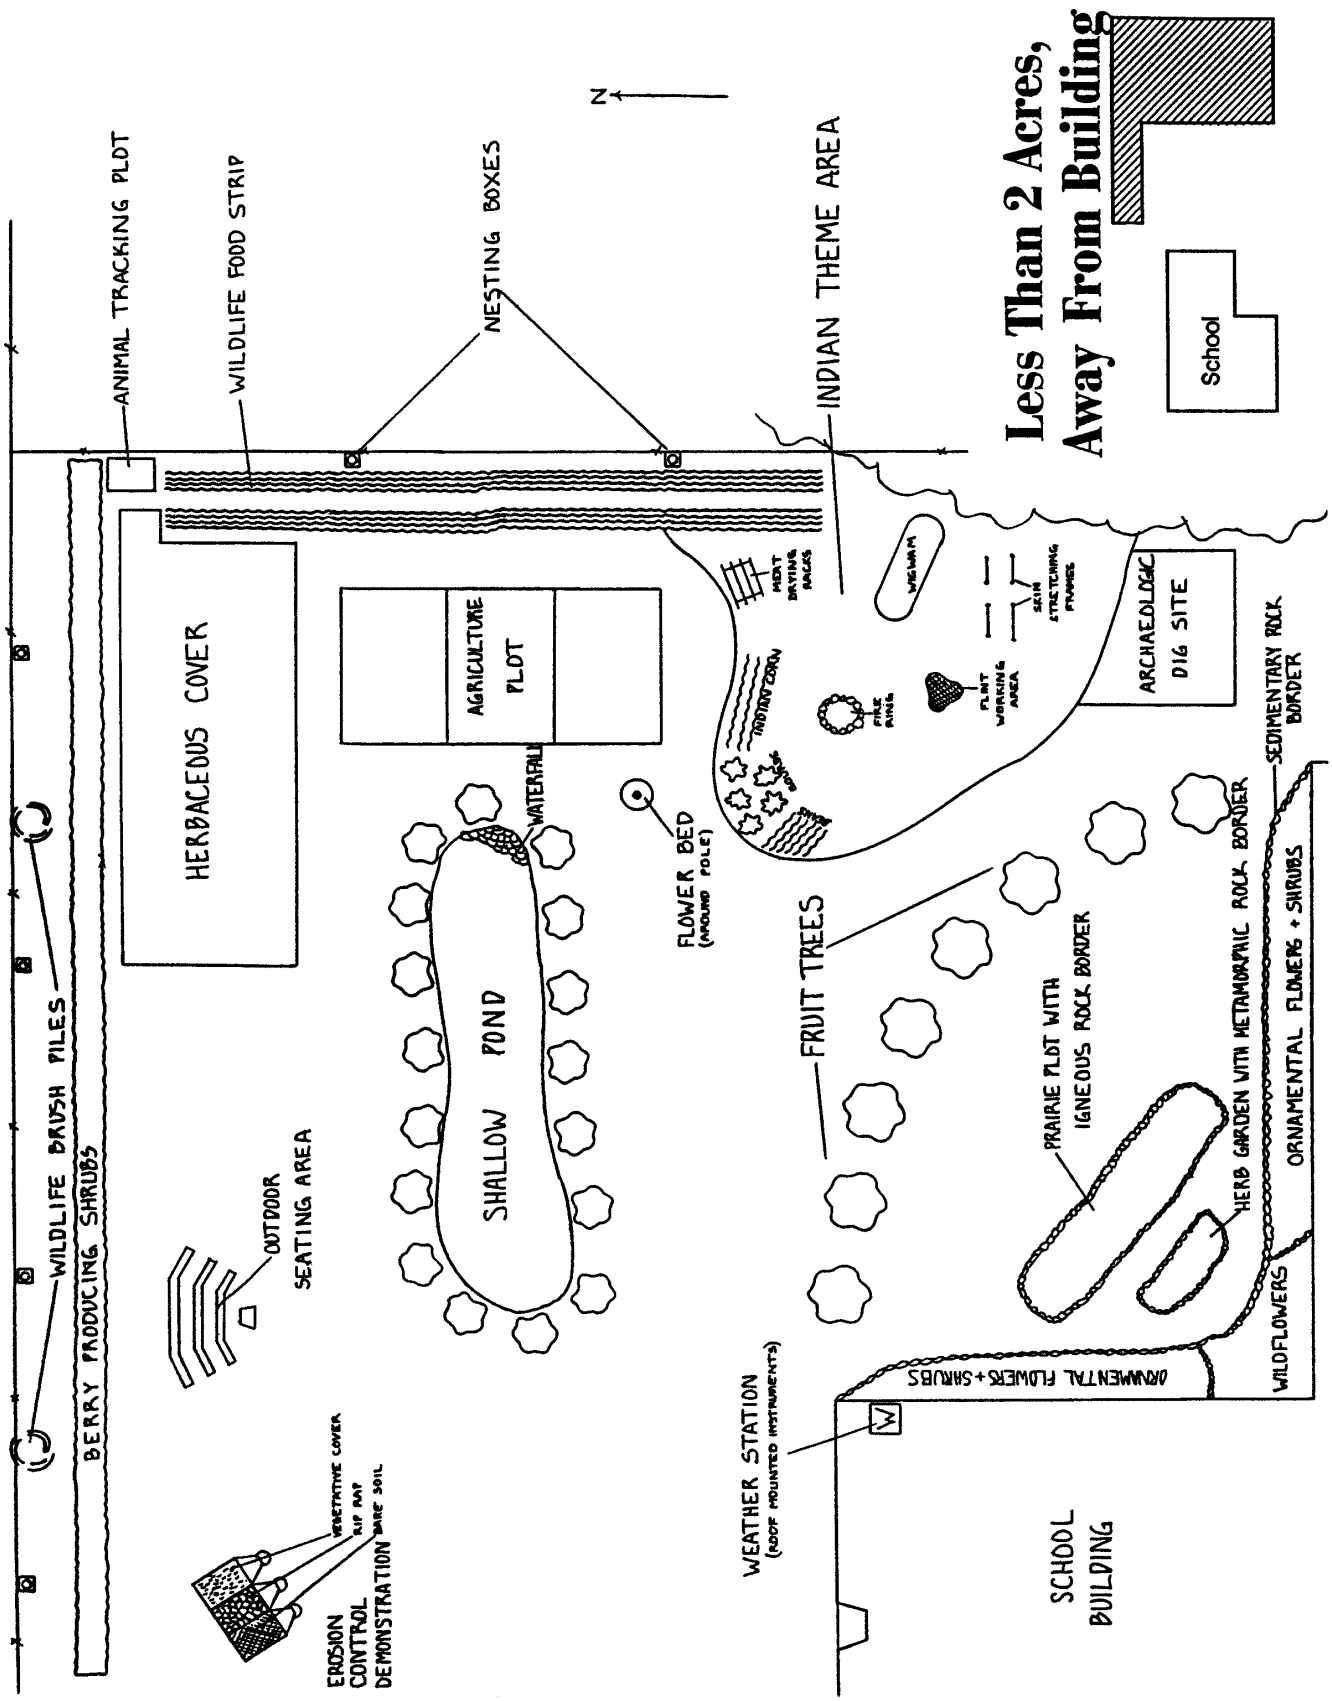 Less Than 2 Acres,
Away From Building
School
N
ANIMAL TRACKING PLOT
WILDLIFE FOOD STRIP
NESTING BOXES
INDIAN THEME AREA
WILDLIFE BRUSH PILES
BERRY PRODUCING SHRUBS
HERBACEOUS COVER
AGRICULTURE
PLOT
WATERFALL
FLOWER BED
(AROUND POLE)
MEAT
DRYING
RACKS
WIGWAM
SKIN
STRETCHING
FRAMES
INDIAN CORN
FIRE
RING
FLINT
WORKING
AREA
ARCHAEOLOGIC
DIG SITE
SEDIMENTARY ROCK
BORDER
OUTDOOR
SEATING AREA
SHALLOW POND
FRUIT TREES
PRAIRIE PLOT WITH
IGNEOUS ROCK BORDER
HERB GARDEN WITH METAMORPHIC ROCK BORDER
ORNAMENTAL FLOWERS + SHRUBS
WILDFLOWERS
ORNAMENTAL FLOWERS + SHRUBS
VEGETATIVE COVER
RIP RAP
BARE SOIL
EROSION
CONTROL
DEMONSTRATION
WEATHER STATION
(ROOF MOUNTED INSTRUMENTS)
W
SCHOOL
BUILDING